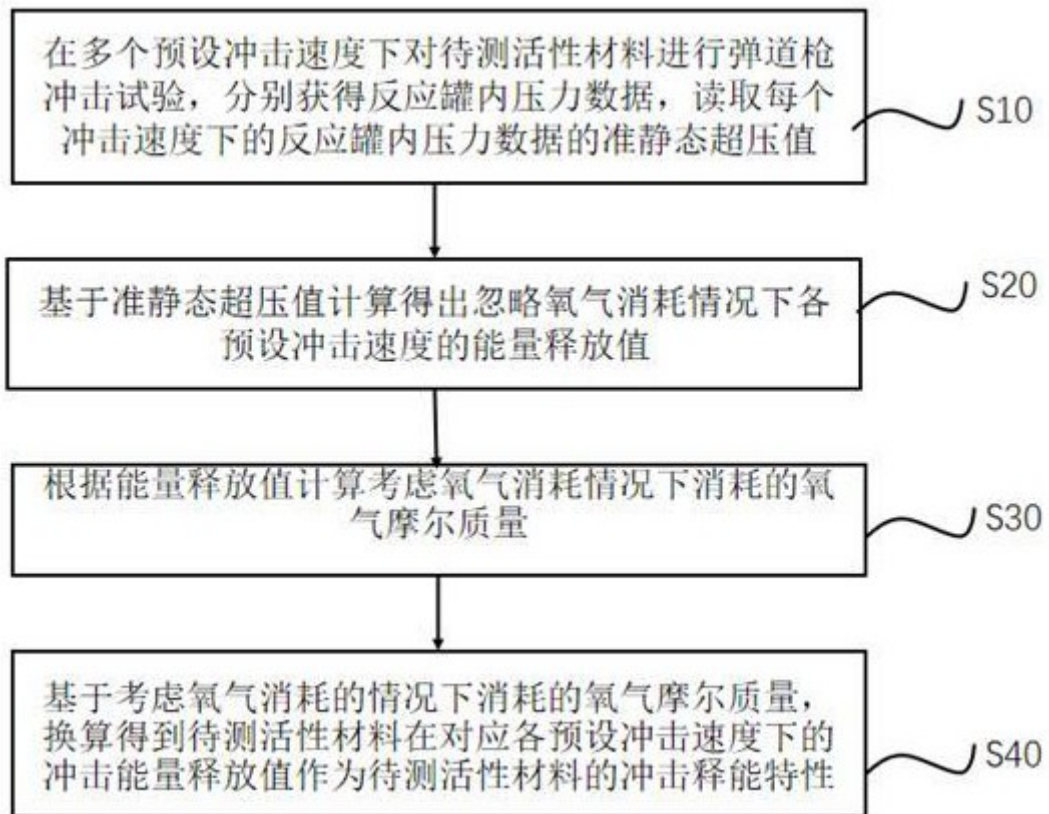 在多个预设冲击速度下对待测活性材料进行弹道枪
冲击试验，分别获得反应罐内压力数据，读取每个
冲击速度下的反应罐内压力数据的准静态超压值
S10
基于准静态超压值计算得出忽略氧气消耗情况下各
预设冲击速度的能量释放值
S20
根据能量释放值计算考虑氧气消耗情况下消耗的氧
气摩尔质量
S30
基于考虑氧气消耗的情况下消耗的氧气摩尔质量，
换算得到待测活性材料在对应各预设冲击速度下的
冲击能量释放值作为待测活性材料的冲击释能特性
S40